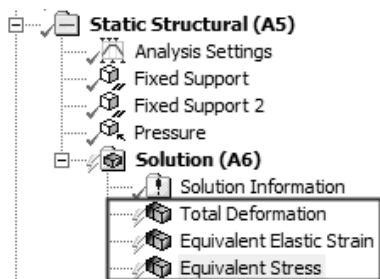 Static Structural (A5)
Analysis Settings
Fixed Support
Fixed Support 2
Pressure
Solution (A6)
Solution Information
Total Deformation
Equivalent Elastic Strain
Equivalent Stress